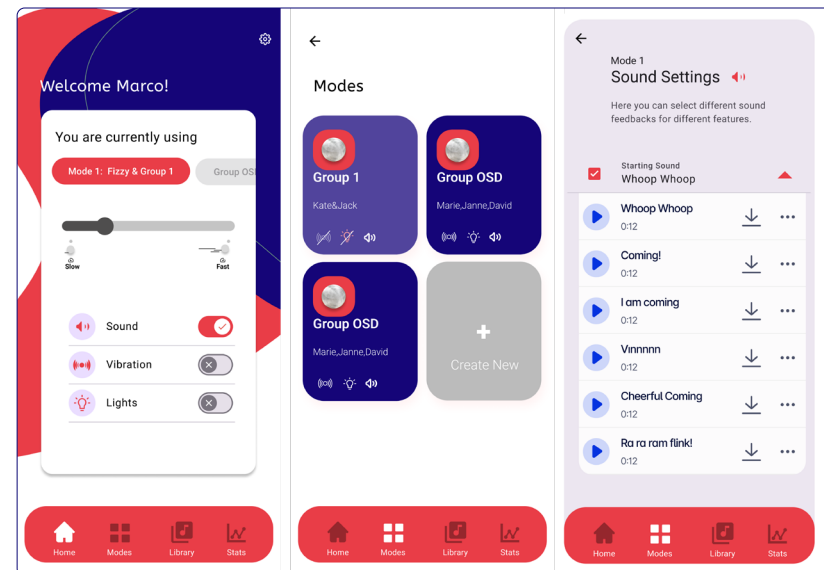 Welcome Marco!
You are currently using
Mode 1: Fizzy & Group 1
Group OS
Slow
Fast
Sound
Vibration
Lights
Home
Modes
Library
Stats
Modes
Group 1
Kate&Jack
Group OSD
Marie,Janne,David
Group OSD
Marie,Janne,David
Create New
Home
Modes
Library
Stats
Mode 1
Sound Settings
Here you can select different sound
feedbacks for different features.
Starting Sound
Whoop Whoop
Whoop Whoop
0:12
Coming!
0:12
I am coming
0:12
Vınnnnn
0:12
Cheerful Coming
0:12
Ra ra ram flink!
0:12
Home
Modes
Library
Stats